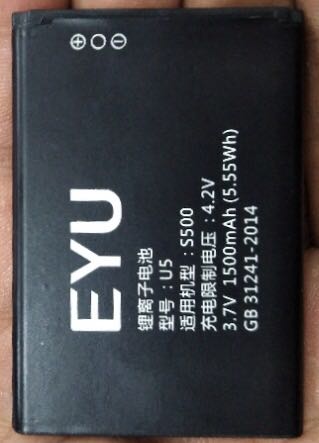 EYU
锂离子电池
型号：U5
适用机型：S500
充电限制电压：4.2V
3.7V 1500mAh (5.55Wh)
GB 31241-2014